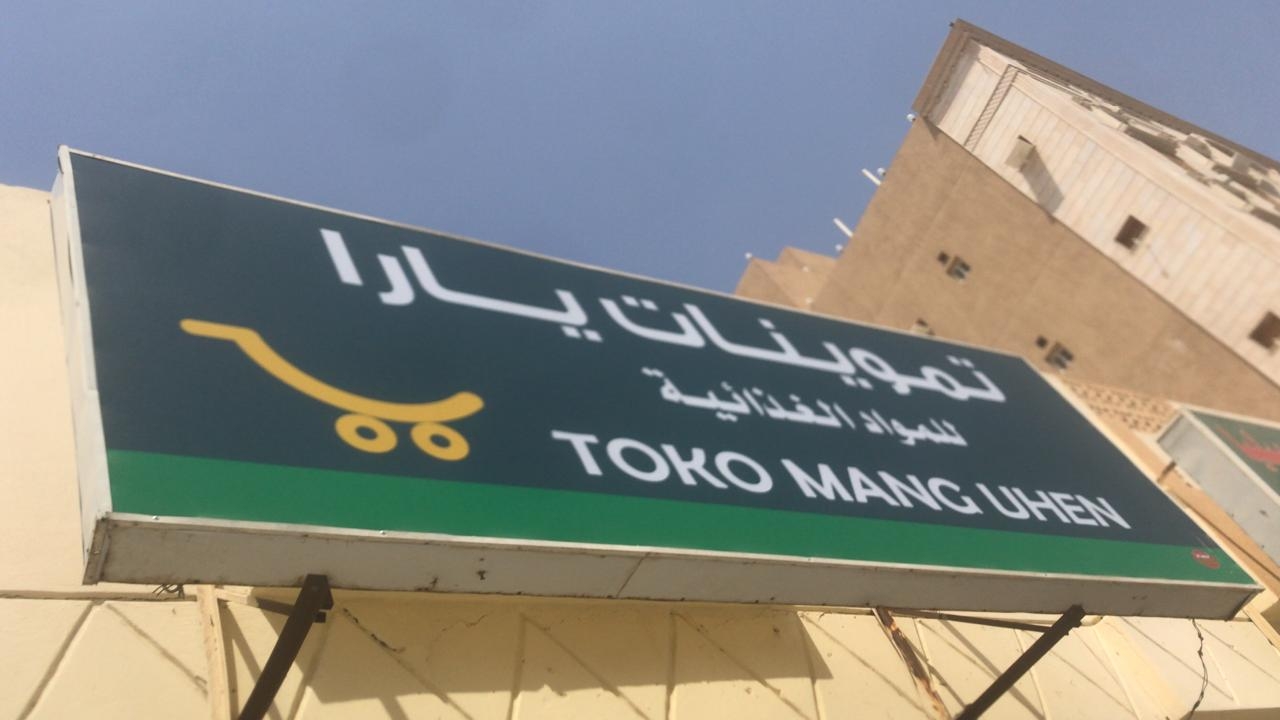 تموينات يارا
للمواد الغذائية
TOKO MANG UHEN